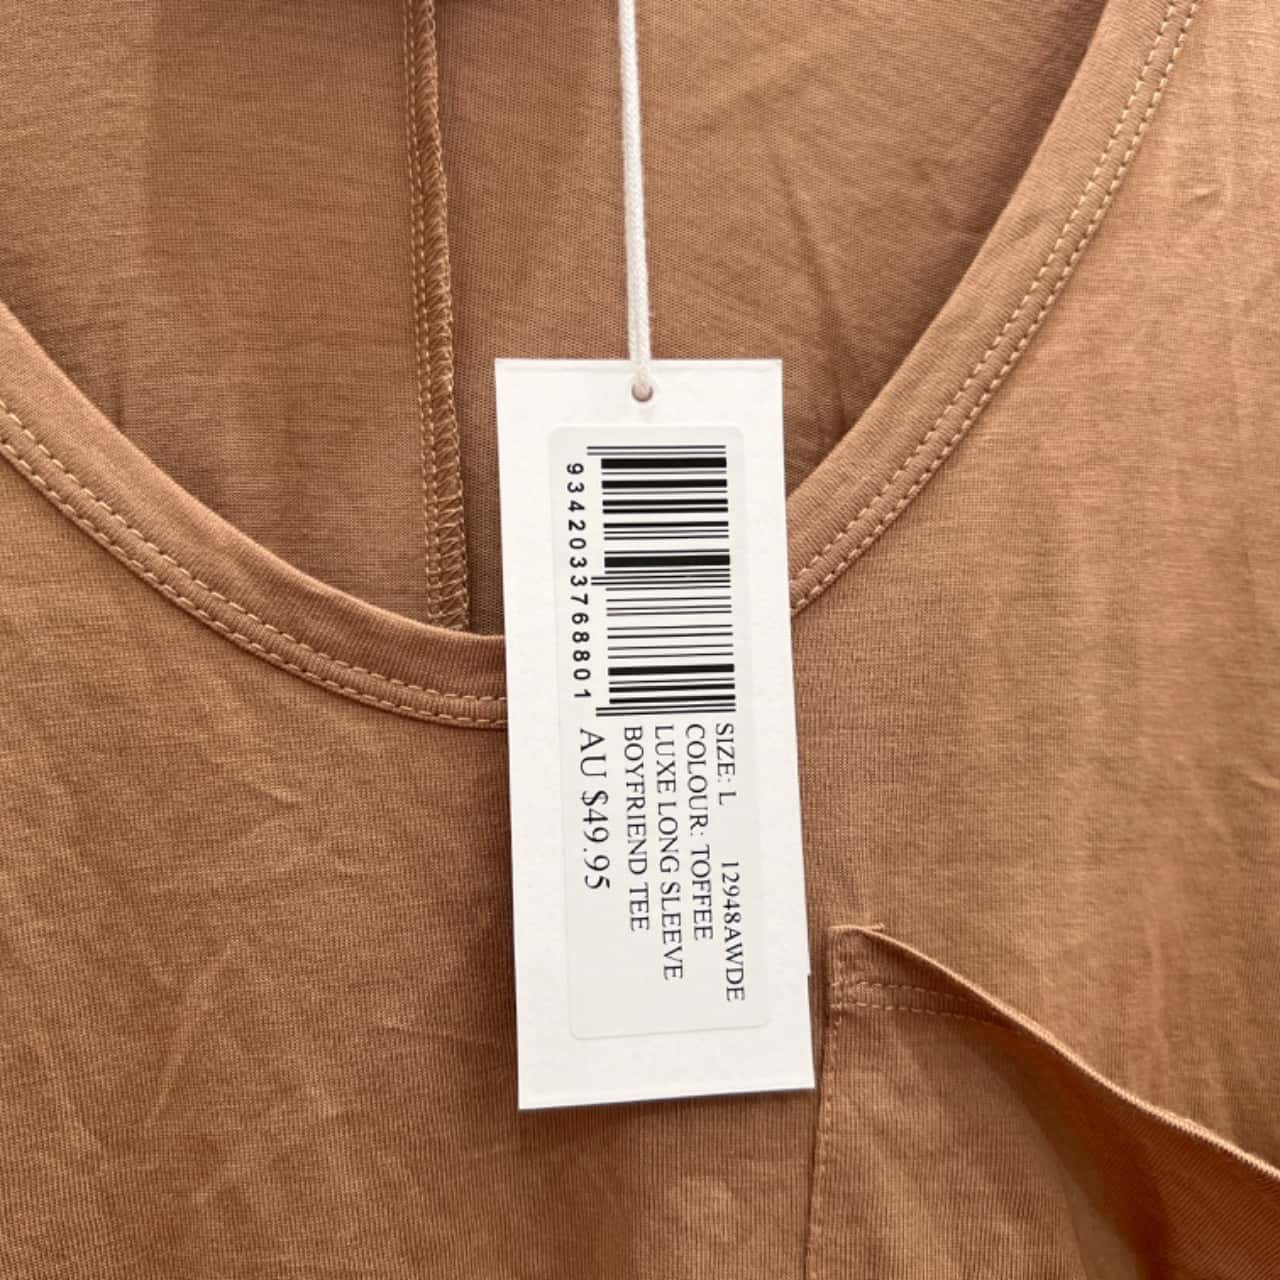 9342033768801
SIZE: L 12948AWDE
COLOUR: TOFFEE
LUXE LONG SLEEVE
BOYFRIEND TEE
AU $49.95